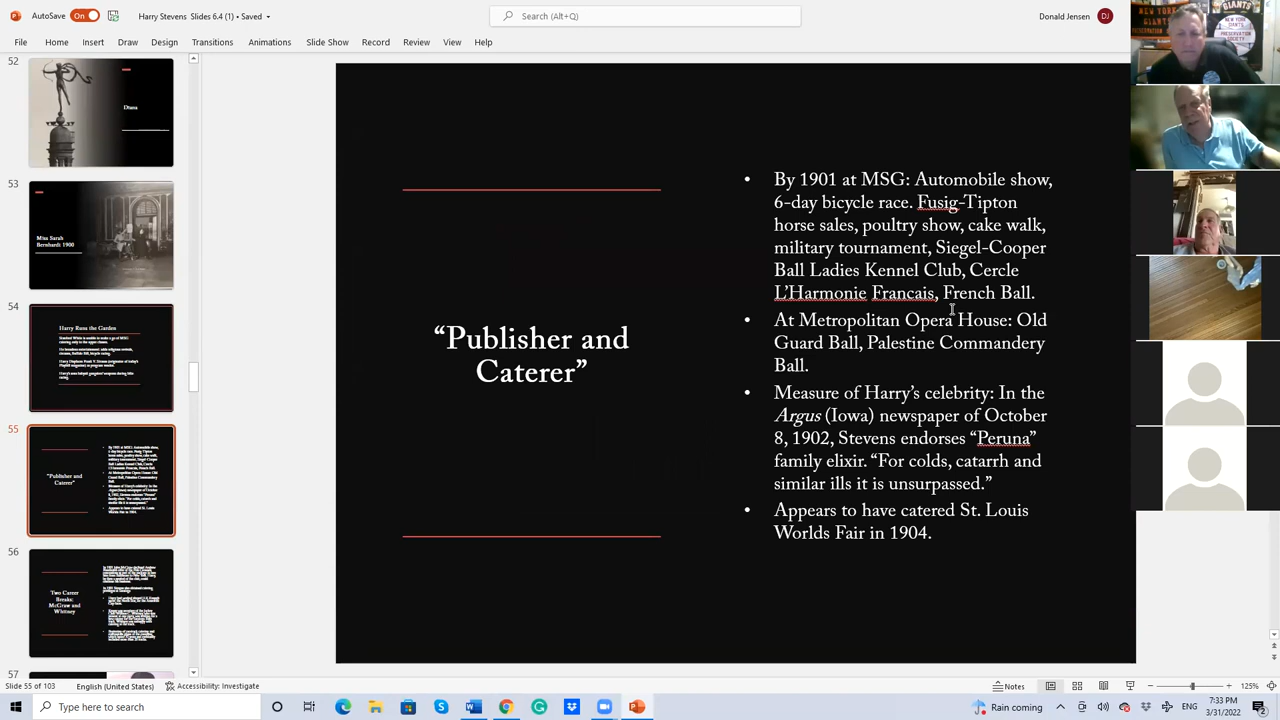 AutoSave On Harry Stevens Slides 6.4 (1) • Saved Search (Alt+Q) Donald Jensen DJ
File Home Insert Draw Design Transitions Animations Slide Show Record Review View Help
NEW YORK GIANTS PRESERVATION SOCIETY
52
Diana
53
Miss Sarah
Bernhardt 1900
54
Harry Runs the Garden
55
"Publisher and
Caterer"
56
Two Career
Breaks:
McGraw and
Whitney
57
“Publisher and
Caterer”
• By 1901 at MSG: Automobile show,
6-day bicycle race. Fusig-Tipton
horse sales, poultry show, cake walk,
military tournament, Siegel-Cooper
Ball Ladies Kennel Club, Cercle
L’Harmonie Francais, French Ball.
• At Metropolitan Opera House: Old
Guard Ball, Palestine Commandery
Ball.
• Measure of Harry’s celebrity: In the
Argus (Iowa) newspaper of October
8, 1902, Stevens endorses “Peruna”
family elixir. “For colds, catarrh and
similar ills it is unsurpassed.”
• Appears to have catered St. Louis
Worlds Fair in 1904.
Slide 55 of 103 English (United States) Accessibility: Investigate Notes 125%
Type here to search Rain coming ENG 7:33 PM
3/31/2022 2